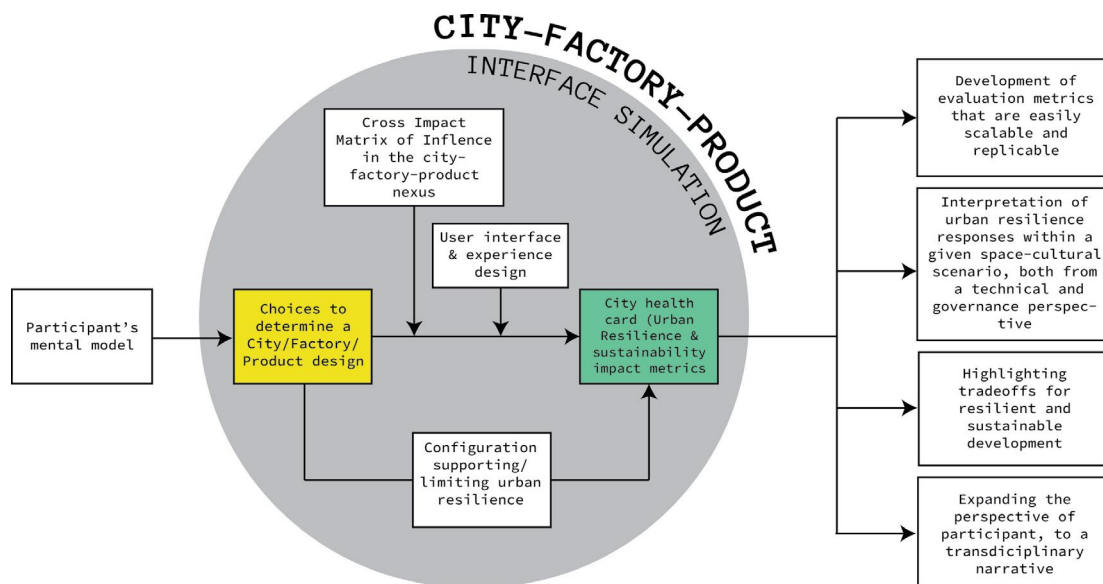 CITY–FACTORY–PRODUCT
INTERFACE SIMULATION
Participant's
mental model
Cross Impact
Matrix of Inflence
in the city-
factory-product
nexus
User interface
& experience
design
Choices to
determine a
City/Factory/
Product design
City health
card (Urban
Resilience &
sustainability
impact metrics
Configuration
supporting/
limiting urban
resilience
Development of
evaluation metrics
that are easily
scalable and
replicable
Interpretation of
urban resilience
responses within a
given space-cultural
scenario, both from
a technical and
governance perspec-
tive
Highlighting
tradeoffs for
resilient and
sustainable
development
Expanding the
perspective of
participant, to a
transdiciplinary
narrative